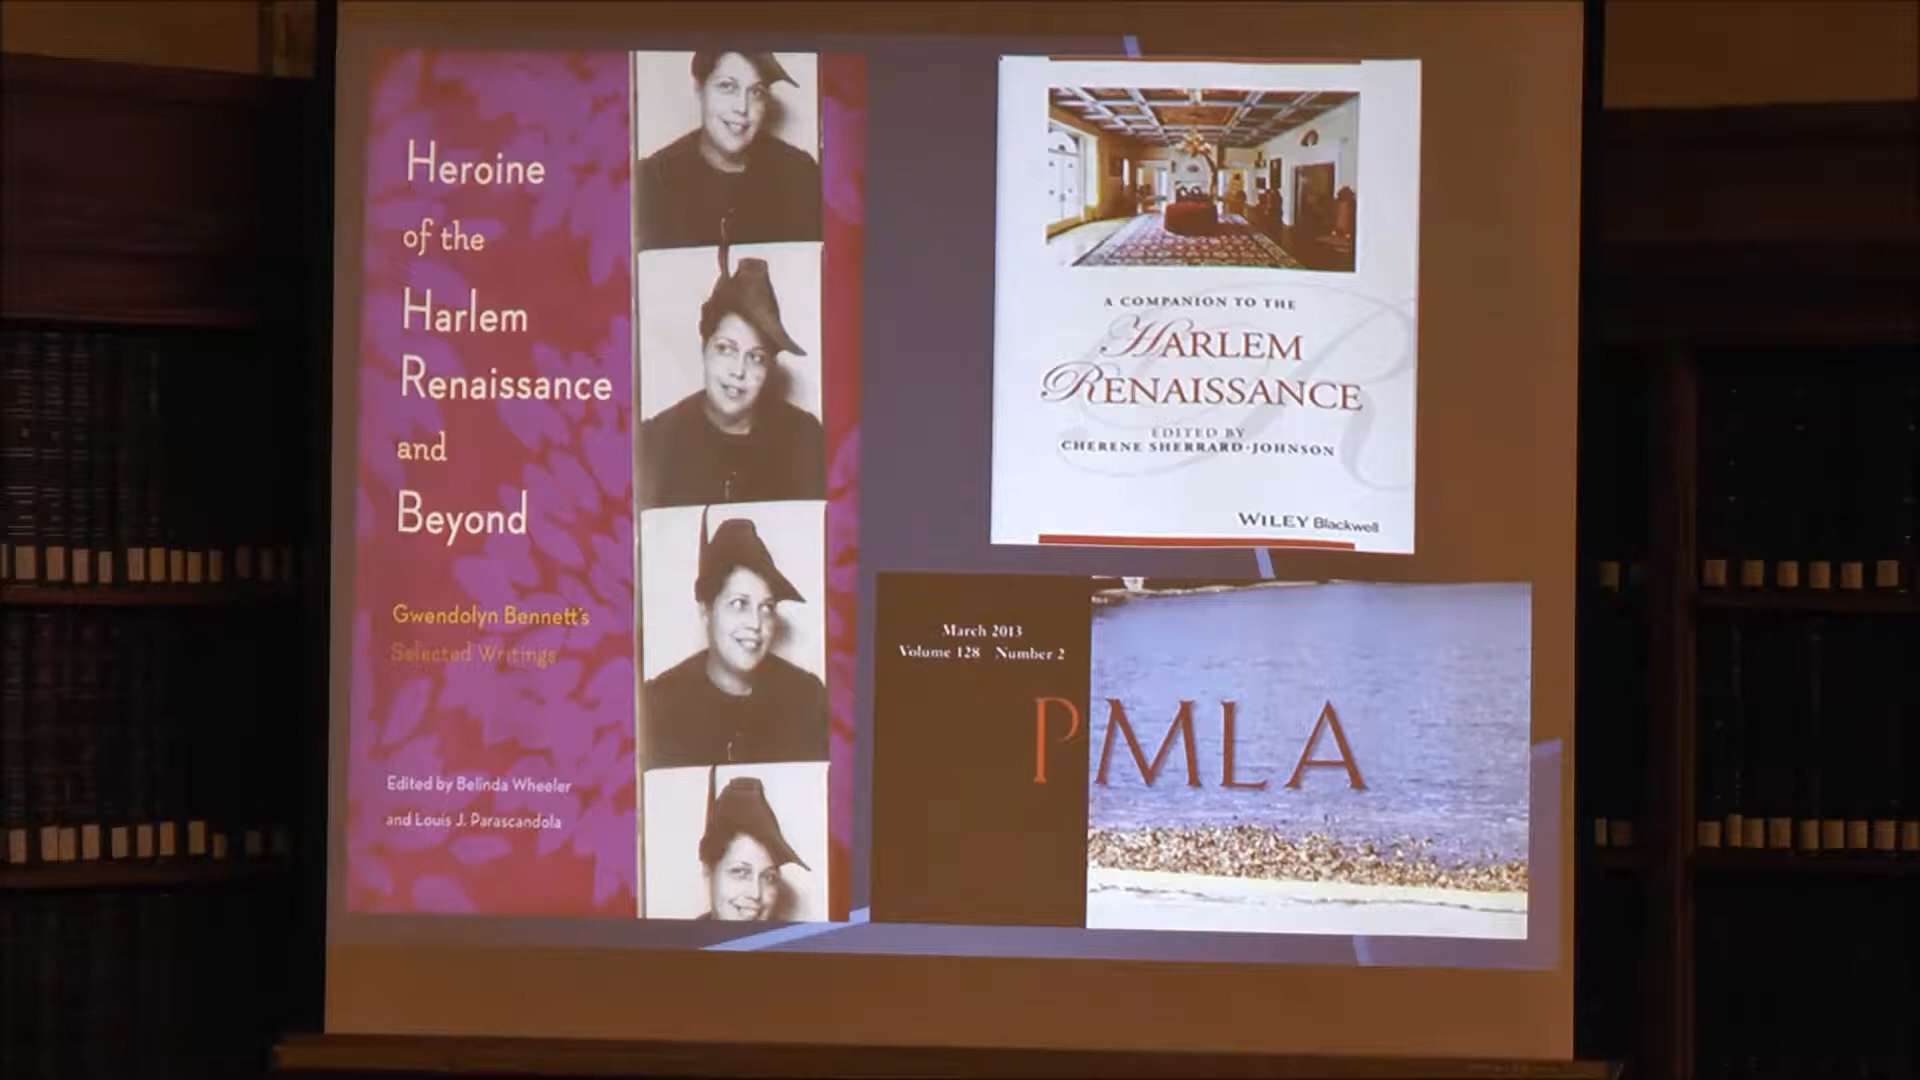 Heroine
of the
Harlem
Renaissance
and
Beyond
Gwendolyn Bennett's
Selected Writings
Edited by Belinda Wheeler
and Louis J. Parascandola
A COMPANION TO THE
HARLEM
RENAISSANCE
EDITED BY
CHERENE SHERRARD-JOHNSON
WILEY Blackwell
March 2013
Volume 128 Number 2
PMLA